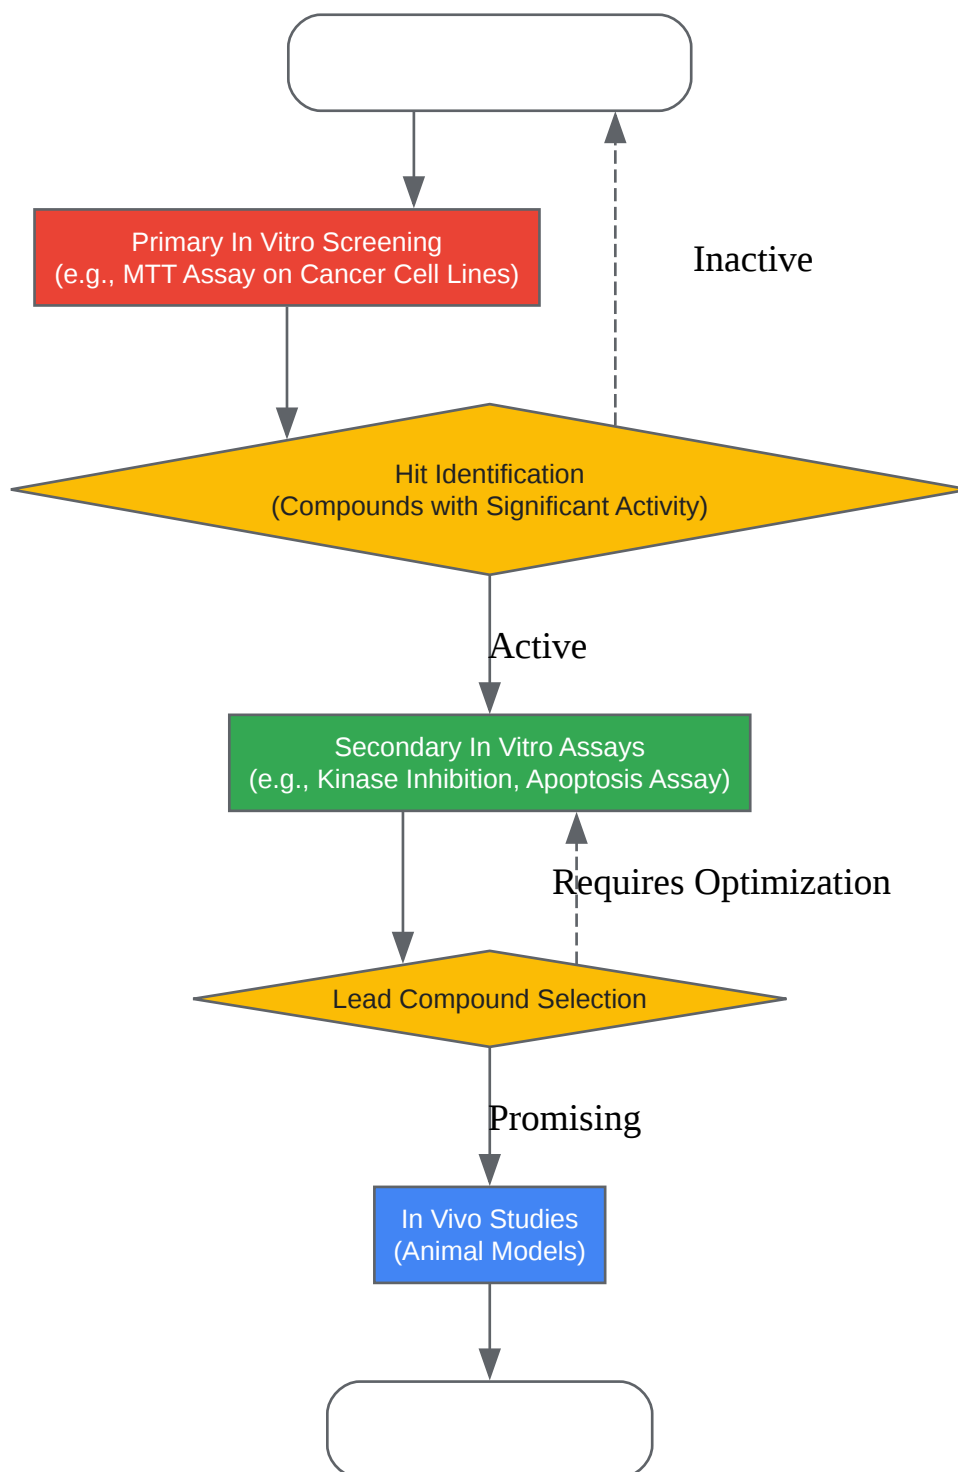 Primary In Vitro Screening
(e.g., MTT Assay on Cancer Cell Lines)
Inactive
Hit Identification
(Compounds with Significant Activity)
Active
Secondary In Vitro Assays
(e.g., Kinase Inhibition, Apoptosis Assay)
Requires Optimization
Lead Compound Selection
Promising
In Vivo Studies
(Animal Models)